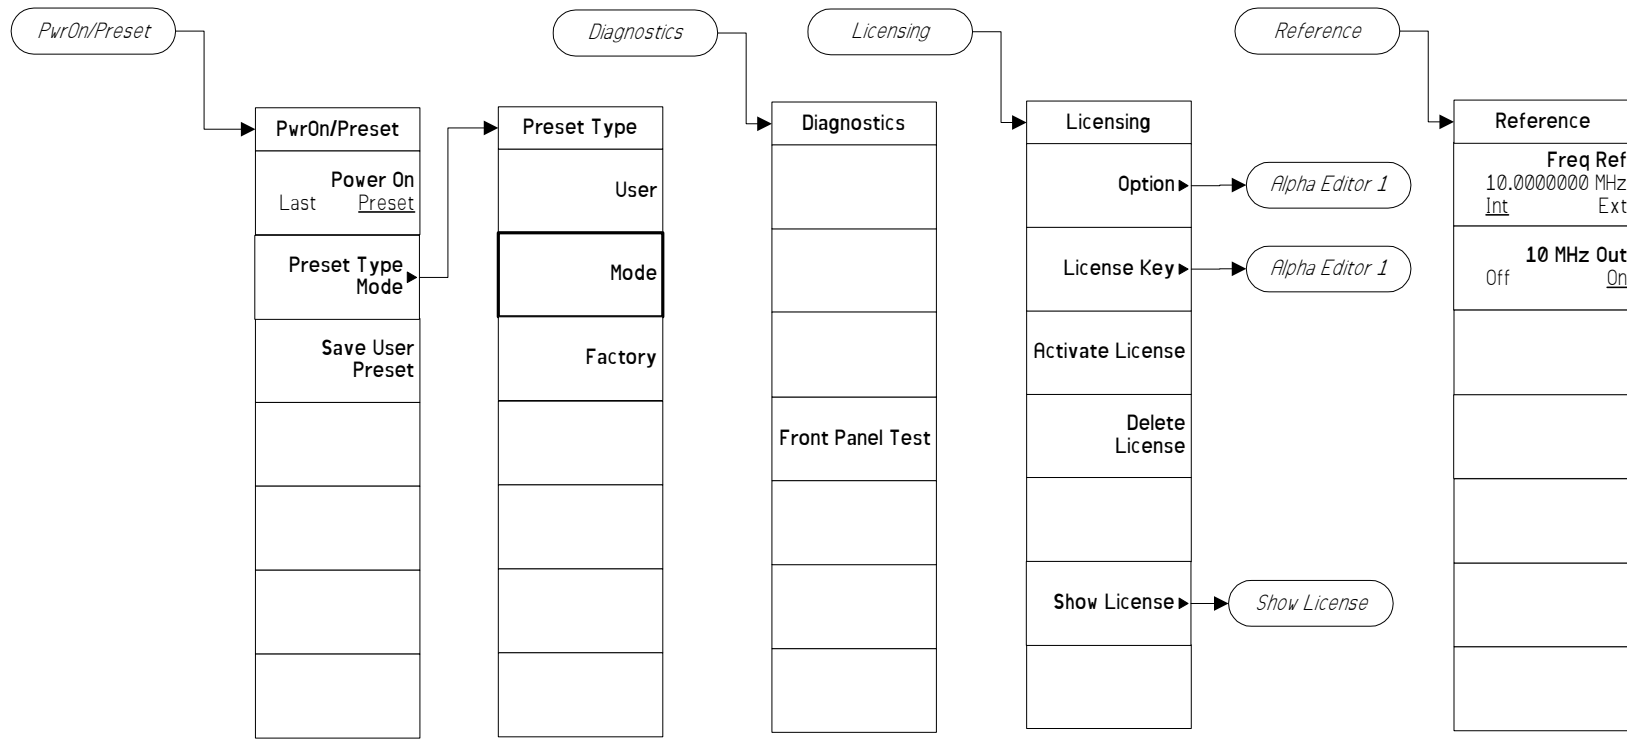 PwrOn/Preset
Diagnostics
Licensing
Reference
PwrOn/Preset
Power On
Last Preset
Preset Type
Mode
Save User
Preset
Preset Type
User
Mode
Factory
Diagnostics
Front Panel Test
Licensing
Option
Alpha Editor 1
License Key
Alpha Editor 1
Activate License
Delete
License
Show License
Show License
Reference
Freq Ref
10.0000000 MHz
Int Ext
10 MHz Out
Off On